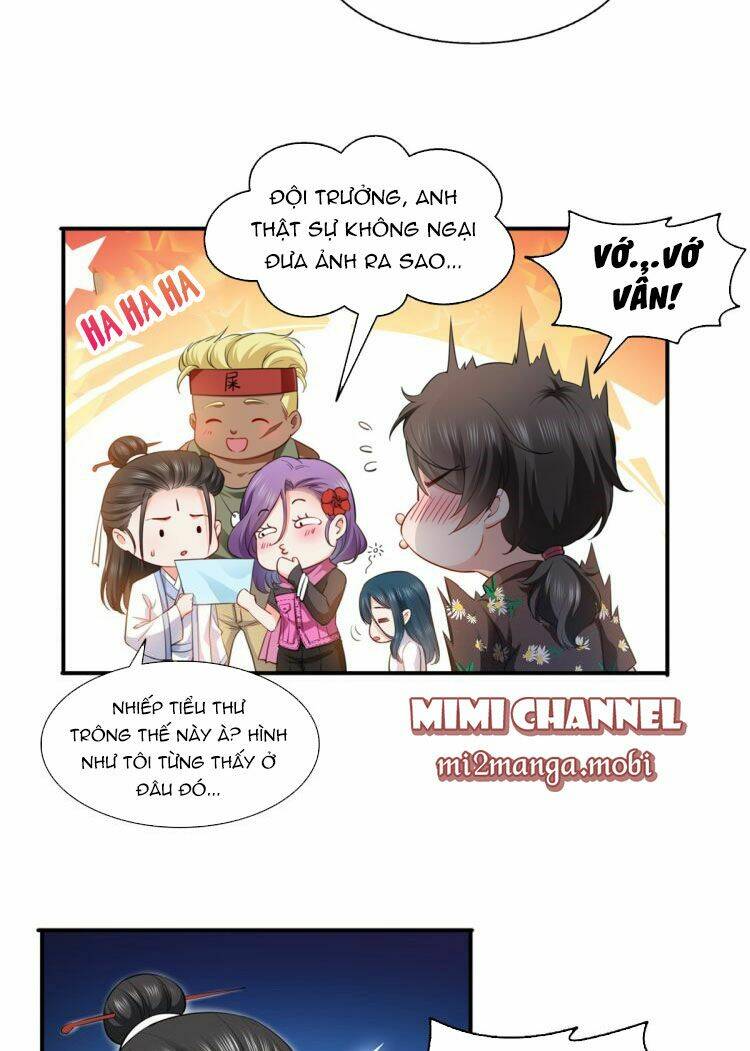 ĐỘI TRƯỞNG, ANH
THẬT SỰ KHÔNG NGẠI
ĐƯA ẢNH RA SAO...
VỚ...VỚ
VẨN!
HA HA HA
屎
NHIẾP TIỂU THƯ
TRÔNG THẾ NÀY À? HÌNH
NHƯ TÔI TỪNG THẤY Ở
ĐÂU ĐÓ...
MIMI CHANNEL
mi2manga.mobi